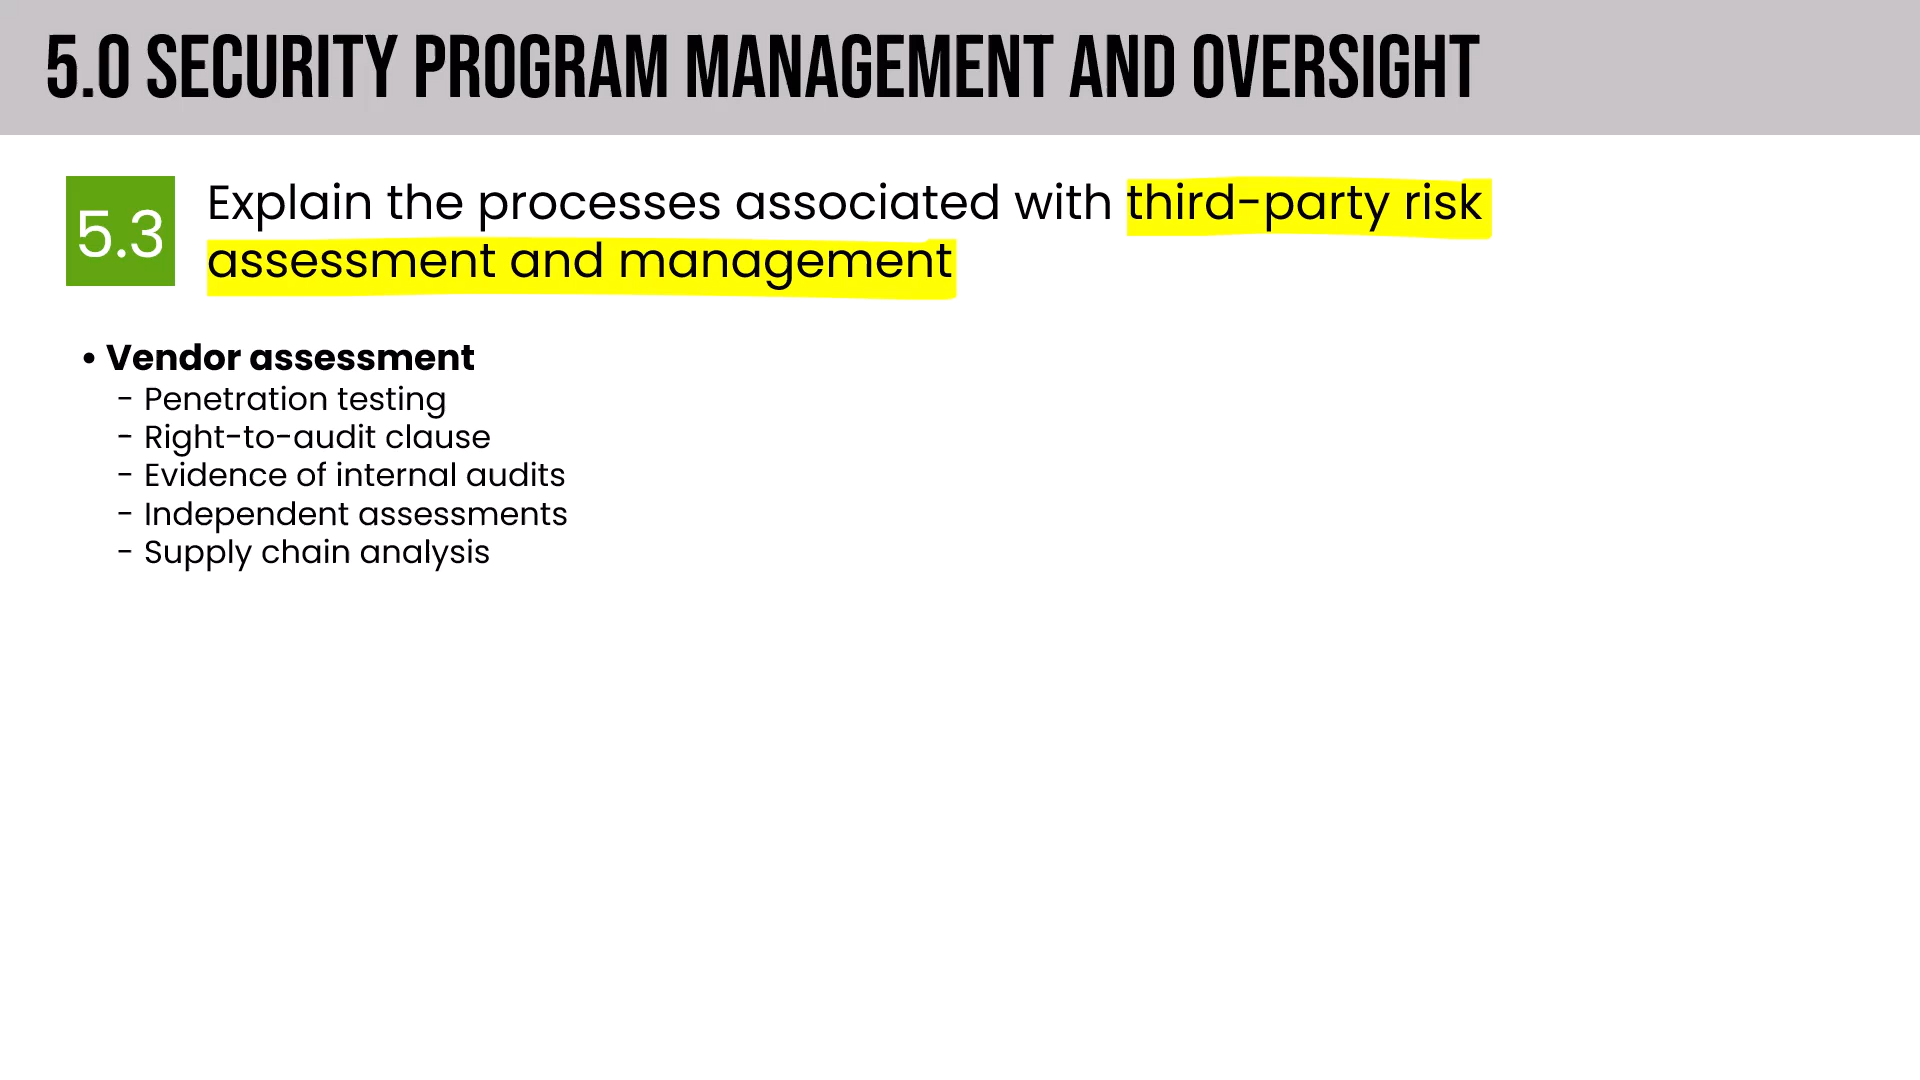 5.0 SECURITY PROGRAM MANAGEMENT AND OVERSIGHT
5.3
Explain the processes associated with third-party risk
assessment and management
• Vendor assessment
- Penetration testing
- Right-to-audit clause
- Evidence of internal audits
- Independent assessments
- Supply chain analysis